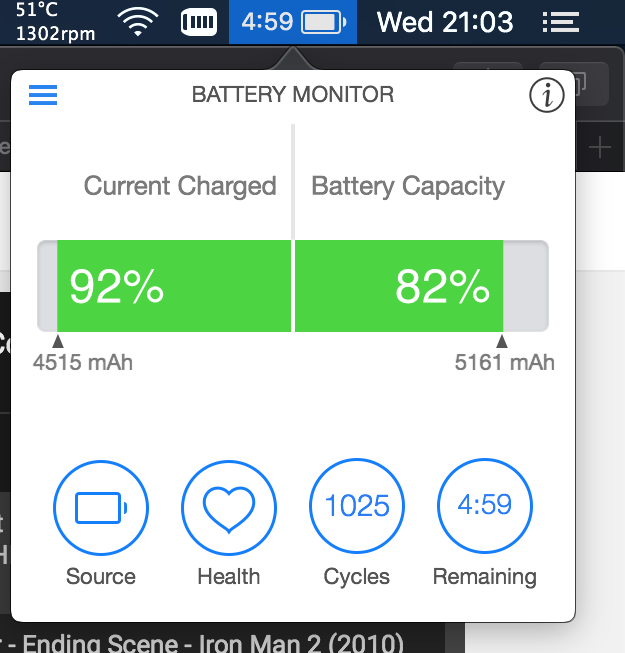 51°C
1302rpm
4:59
Wed 21:03
BATTERY MONITOR
i
Current Charged
Battery Capacity
92%
82%
4515 mAh
5161 mAh
1025
4:59
Source
Health
Cycles
Remaining
- Ending Scene - Iron Man 2 (2010)